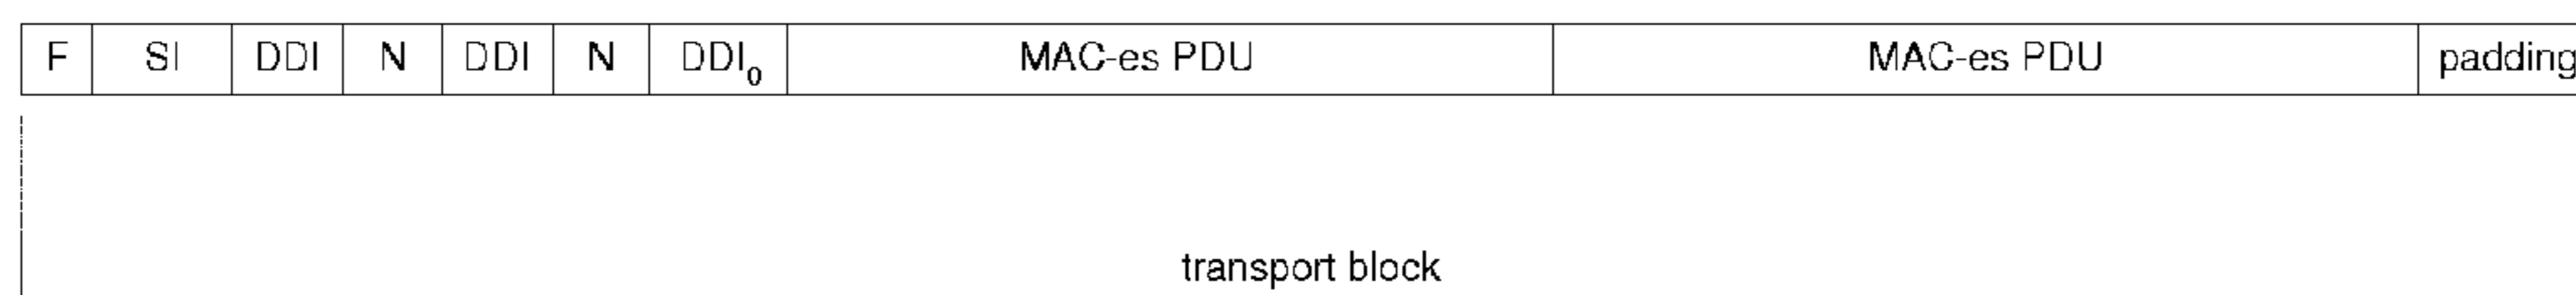 F SI DDI N DDI N DDI₀ MAC-es PDU MAC-es PDU padding
transport block